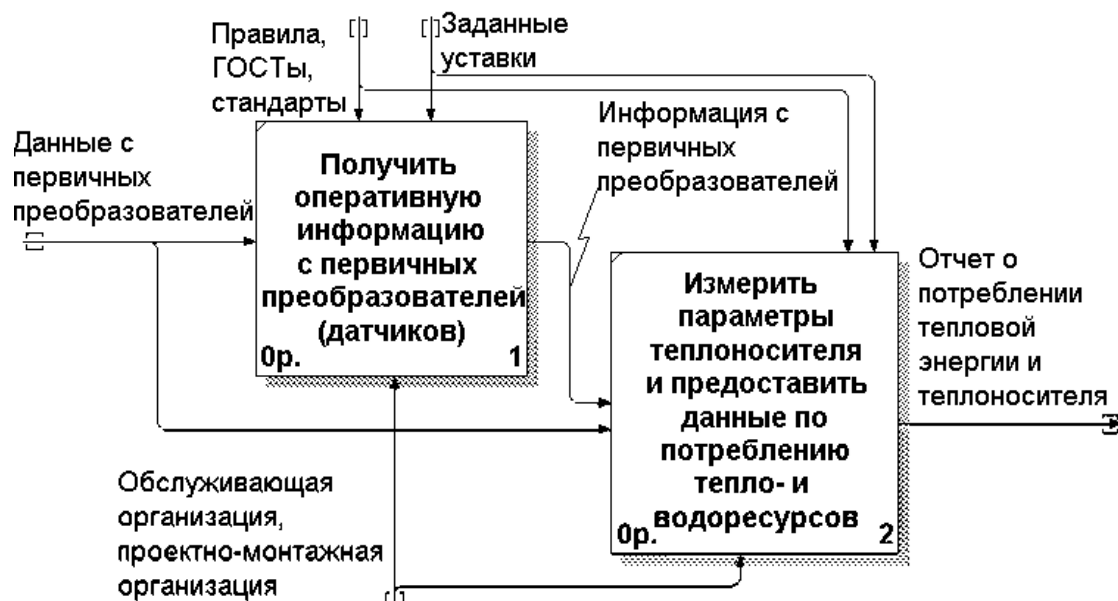 Правила,
ГОСТы,
стандарты
Заданные
уставки
Данные с
первичных
преобразователей
Получить
оперативную
информацию
с первичных
преобразователей
(датчиков)
0р. 1
Информация с
первичных
преобразователей
Измерить
параметры
теплоносителя
и предоставить
данные по
потреблению
тепло- и
водоресурсов
0р. 2
Отчет о
потреблении
тепловой
энергии и
теплоносителя
Обслуживающая
организация,
проектно-монтажная
организация